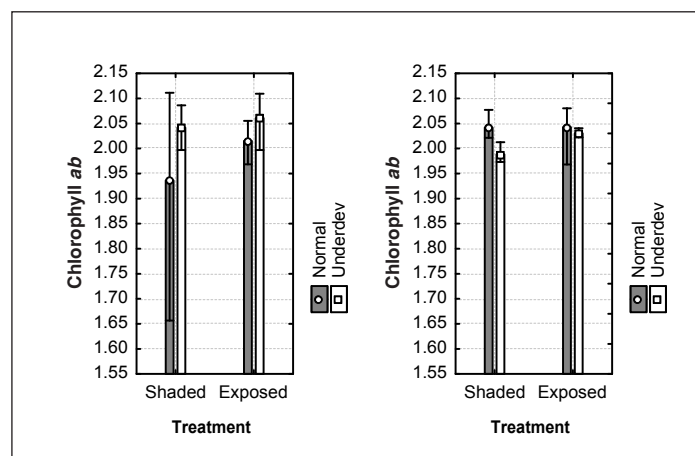 2.15
2.10
2.05
2.00
1.95
1.90
1.85
1.80
1.75
1.70
1.65
1.60
1.55
Chlorophyll ab
Shaded Exposed
Treatment
Normal
Underdev
2.15
2.10
2.05
2.00
1.95
1.90
1.85
1.80
1.75
1.70
1.65
1.60
1.55
Chlorophyll ab
Shaded Exposed
Treatment
Normal
Underdev